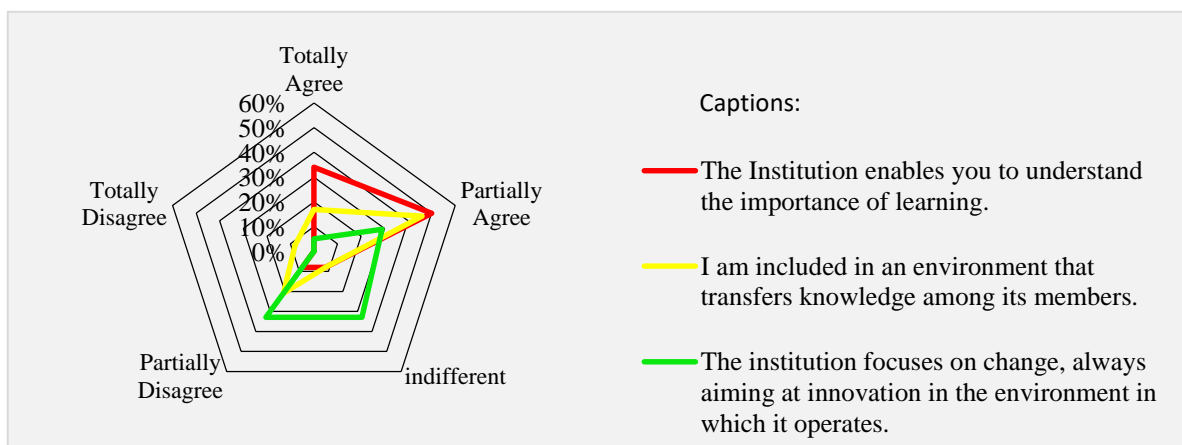 Totally
Agree
60%
50%
40%
30%
20%
10%
0%
Partially
Agree
indifferent
Partially
Disagree
Totally
Disagree
Captions:
The Institution enables you to understand
the importance of learning.
I am included in an environment that
transfers knowledge among its members.
The institution focuses on change, always
aiming at innovation in the environment in
which it operates.